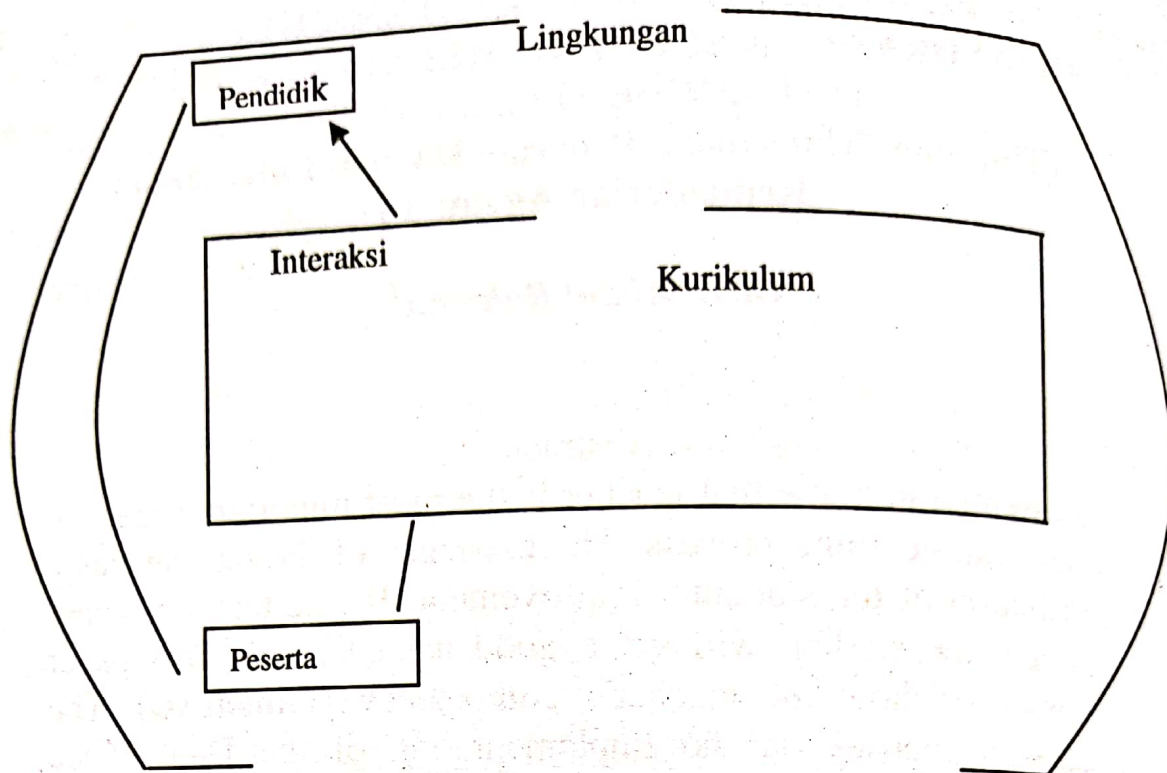 Lingkungan
Pendidik
Interaksi
Kurikulum
Peserta